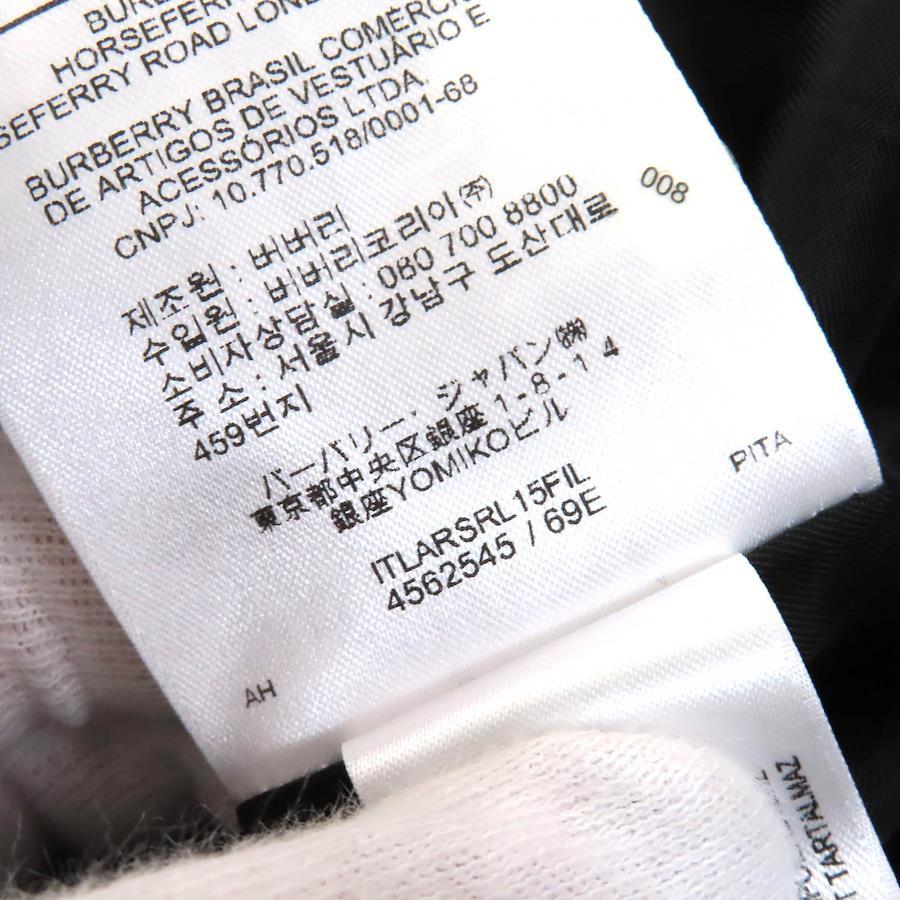 HORSEFERR
SEFERRY ROAD LOND
BURBERRY BRASIL COMÉRCIO
DE ARTIGOS DE VESTUÁRIO E
ACESSÓRIOS LTDA.
CNPJ: 10.770.518/0001-68
제조원 : 버버리
수입원 : 버버리코리아(주)
소비자상담실 : 080 700 8800
주 소 : 서울시 강남구 도산대로
459번지
008
バーバリー・ジャパン㈱
東京都中央区銀座 1-8-14
銀座YOMIKOビル
PITA
ITLARSRL15FIL
4562545 / 69E
AH
TARTALMAZ